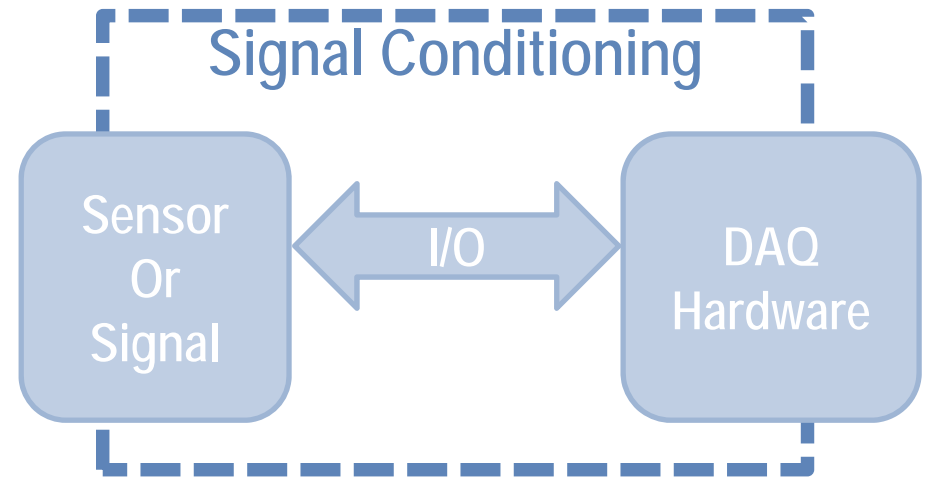 Signal Conditioning
Sensor
Or
Signal
I/O
DAQ
Hardware